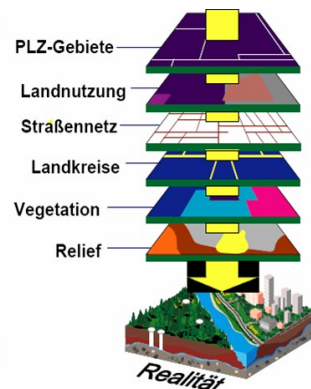 PLZ-Gebiete
Landnutzung
Straßennetz
Landkreise
Vegetation
Relief
Realität